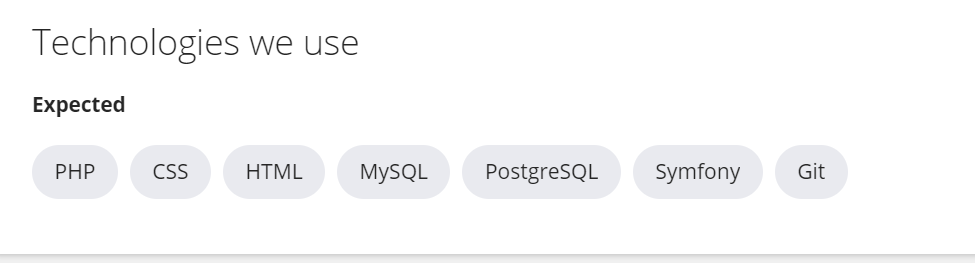 Technologies we use
Expected
PHP CSS HTML MySQL PostgreSQL Symfony Git